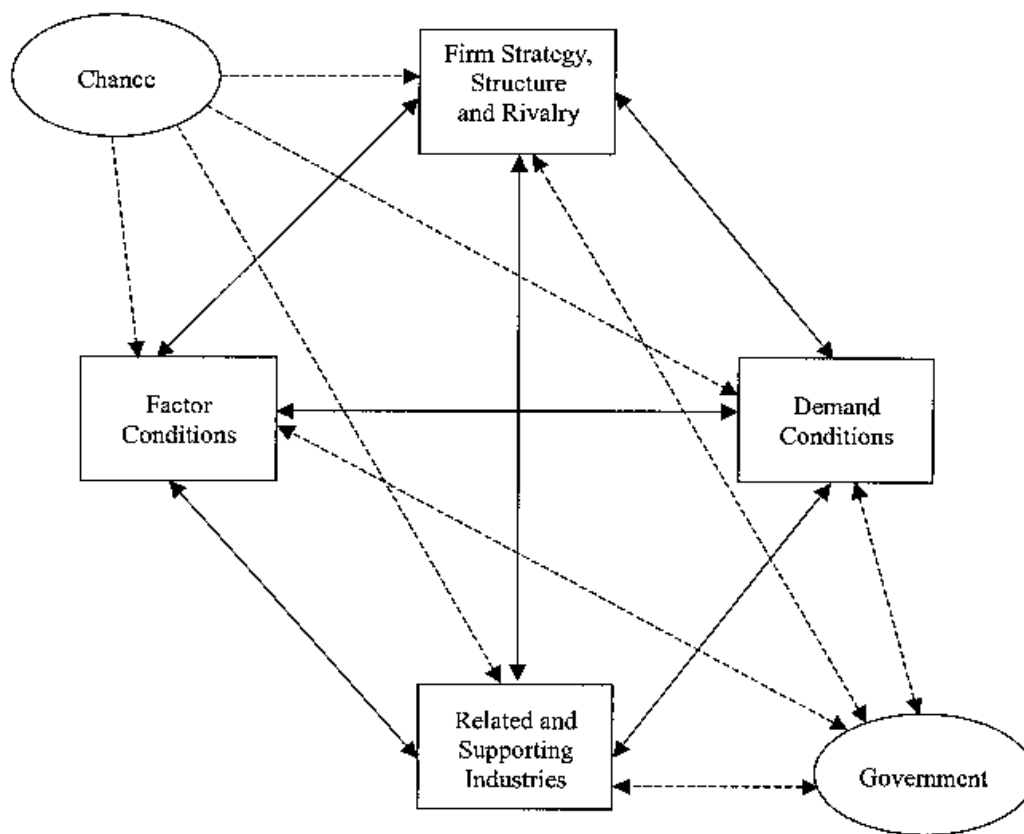 Chance
Firm Strategy,
Structure
and Rivalry
Factor
Conditions
Demand
Conditions
Related and
Supporting
Industries
Government